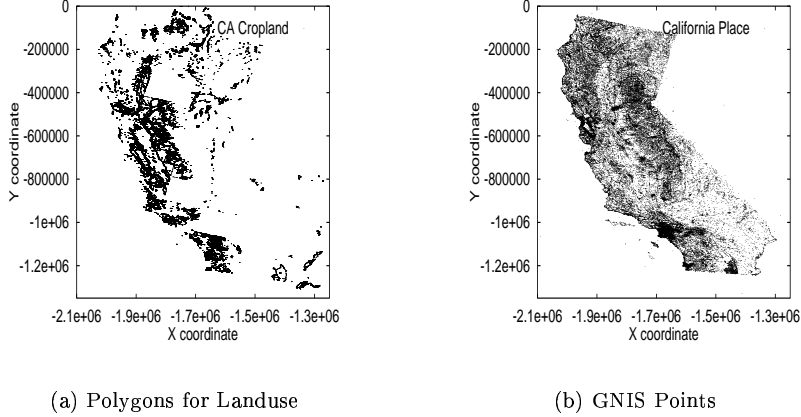 0
CA Cropland
-200000
-400000
-600000
-800000
-1e+06
-1.2e+06
Y coordinate
-2.1e+06 -1.9e+06 -1.7e+06 -1.5e+06 -1.3e+06
X coordinate
(a) Polygons for Landuse
0
California Place
-200000
-400000
-600000
-800000
-1e+06
-1.2e+06
Y coordinate
-2.1e+06 -1.9e+06 -1.7e+06 -1.5e+06 -1.3e+06
X coordinate
(b) GNIS Points